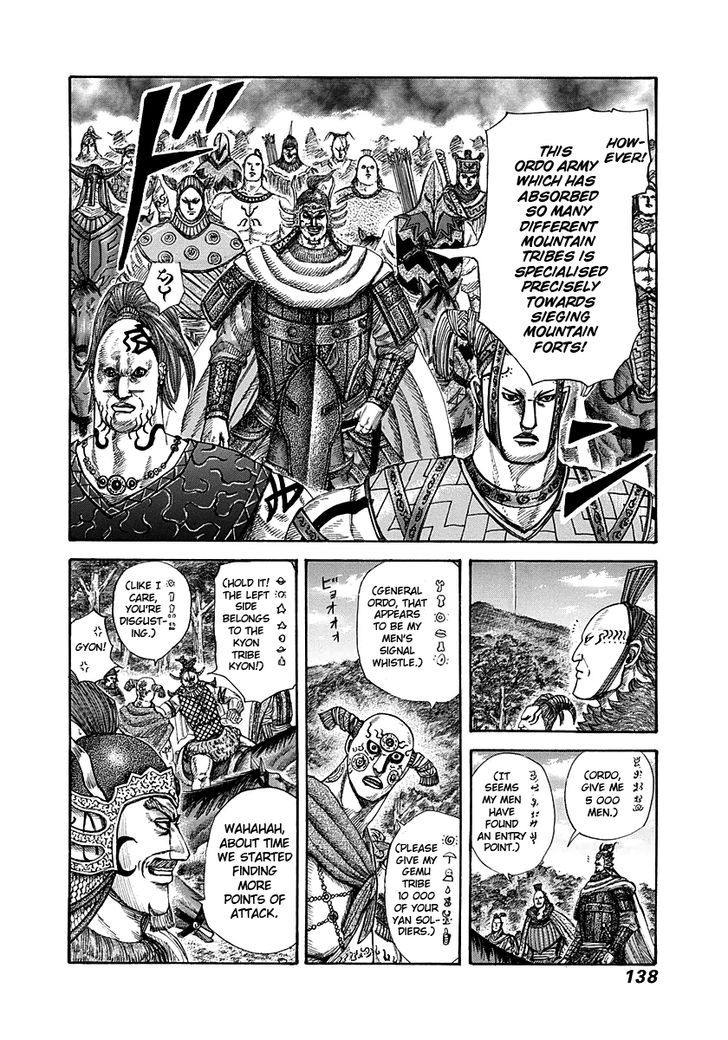 HOW-
EVER!
THIS
ORDO ARMY
WHICH HAS
ABSORBED
SO MANY
DIFFERENT
MOUNTAIN
TRIBES IS
SPECIALISED
PRECISELY
TOWARDS
SIEGING
MOUNTAIN
FORTS!
ドン
?????
(ORDO,
GIVE ME
5 000
MEN.)
(IT
SEEMS
MY MEN
HAVE
FOUND
AN ENTRY
POINT.)
(GENERAL
ORDO, THAT
APPEARS
TO BE MY
MEN'S
SIGNAL
WHISTLE.)
ピョオオオ
(PLEASE
GIVE MY
GEMU
TRIBE
10 000
OF YOUR
YAN SOL-
DIERS.)
(HOLD IT!
THE LEFT
SIDE
BELONGS
TO THE
KYON
TRIBE
KYON!)
(LIKE I
CARE,
YOU'RE
DISGUST-
ING.)
GYON!
WAHAHAH,
ABOUT TIME
WE STARTED
FINDING
MORE
POINTS OF
ATTACK.
138